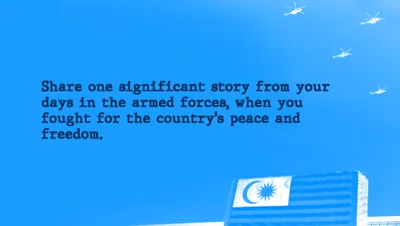 Share one significant story from your
days in the armed forces, when you
fought for the country's peace and
freedom.